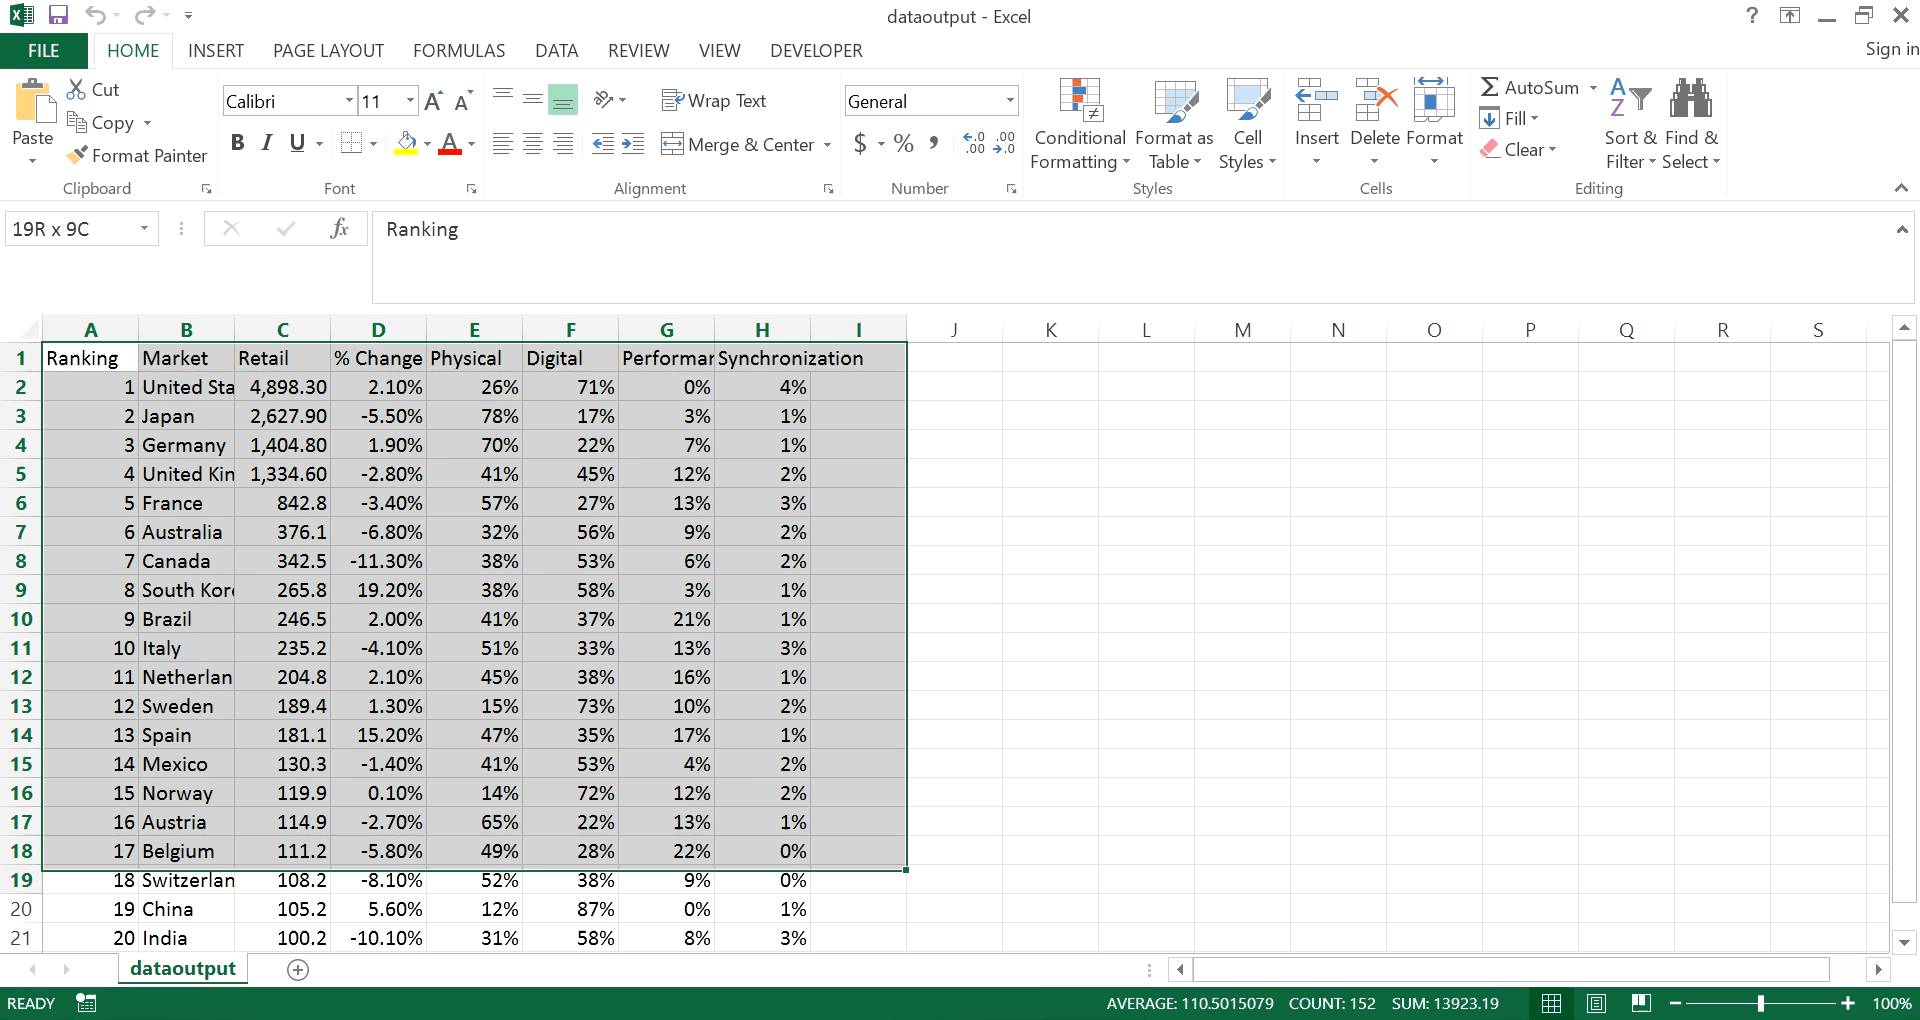 dataoutput - Excel
?
FILE HOME INSERT PAGE LAYOUT FORMULAS DATA REVIEW VIEW DEVELOPER Sign in
Paste
Cut
Copy
Format Painter
Clipboard
Calibri 11 A A
B I U A
Font
Wrap Text
Merge & Center
Alignment
General
$ % , .0 .00 .00 .0
Number
Conditional Formatting
Format as Table
Cell Styles
Styles
Insert
Delete
Format
Cells
AutoSum
Fill
Clear
Sort & Filter
Find & Select
Editing
19R x 9C fx Ranking
A B C D E F G H I J K L M N O P Q R S
1 Ranking Market Retail % Change Physical Digital Performar Synchronization
2 1 United Sta 4,898.30 2.10% 26% 71% 0% 4%
3 2 Japan 2,627.90 -5.50% 78% 17% 3% 1%
4 3 Germany 1,404.80 1.90% 70% 22% 7% 1%
5 4 United Kin 1,334.60 -2.80% 41% 45% 12% 2%
6 5 France 842.8 -3.40% 57% 27% 13% 3%
7 6 Australia 376.1 -6.80% 32% 56% 9% 2%
8 7 Canada 342.5 -11.30% 38% 53% 6% 2%
9 8 South Kor 265.8 19.20% 38% 58% 3% 1%
10 9 Brazil 246.5 2.00% 41% 37% 21% 1%
11 10 Italy 235.2 -4.10% 51% 33% 13% 3%
12 11 Netherlan 204.8 2.10% 45% 38% 16% 1%
13 12 Sweden 189.4 1.30% 15% 73% 10% 2%
14 13 Spain 181.1 15.20% 47% 35% 17% 1%
15 14 Mexico 130.3 -1.40% 41% 53% 4% 2%
16 15 Norway 119.9 0.10% 14% 72% 12% 2%
17 16 Austria 114.9 -2.70% 65% 22% 13% 1%
18 17 Belgium 111.2 -5.80% 49% 28% 22% 0%
19 18 Switzerlan 108.2 -8.10% 52% 38% 9% 0%
20 19 China 105.2 5.60% 12% 87% 0% 1%
21 20 India 100.2 -10.10% 31% 58% 8% 3%
dataoutput
READY AVERAGE: 110.5015079 COUNT: 152 SUM: 13923.19 100%